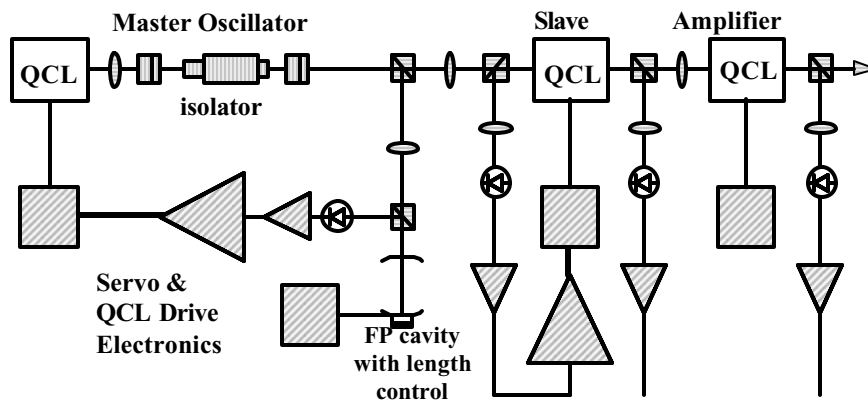 Master Oscillator
Slave
Amplifier
QCL
QCL
QCL
isolator
Servo &
QCL Drive
Electronics
FP cavity
with length
control